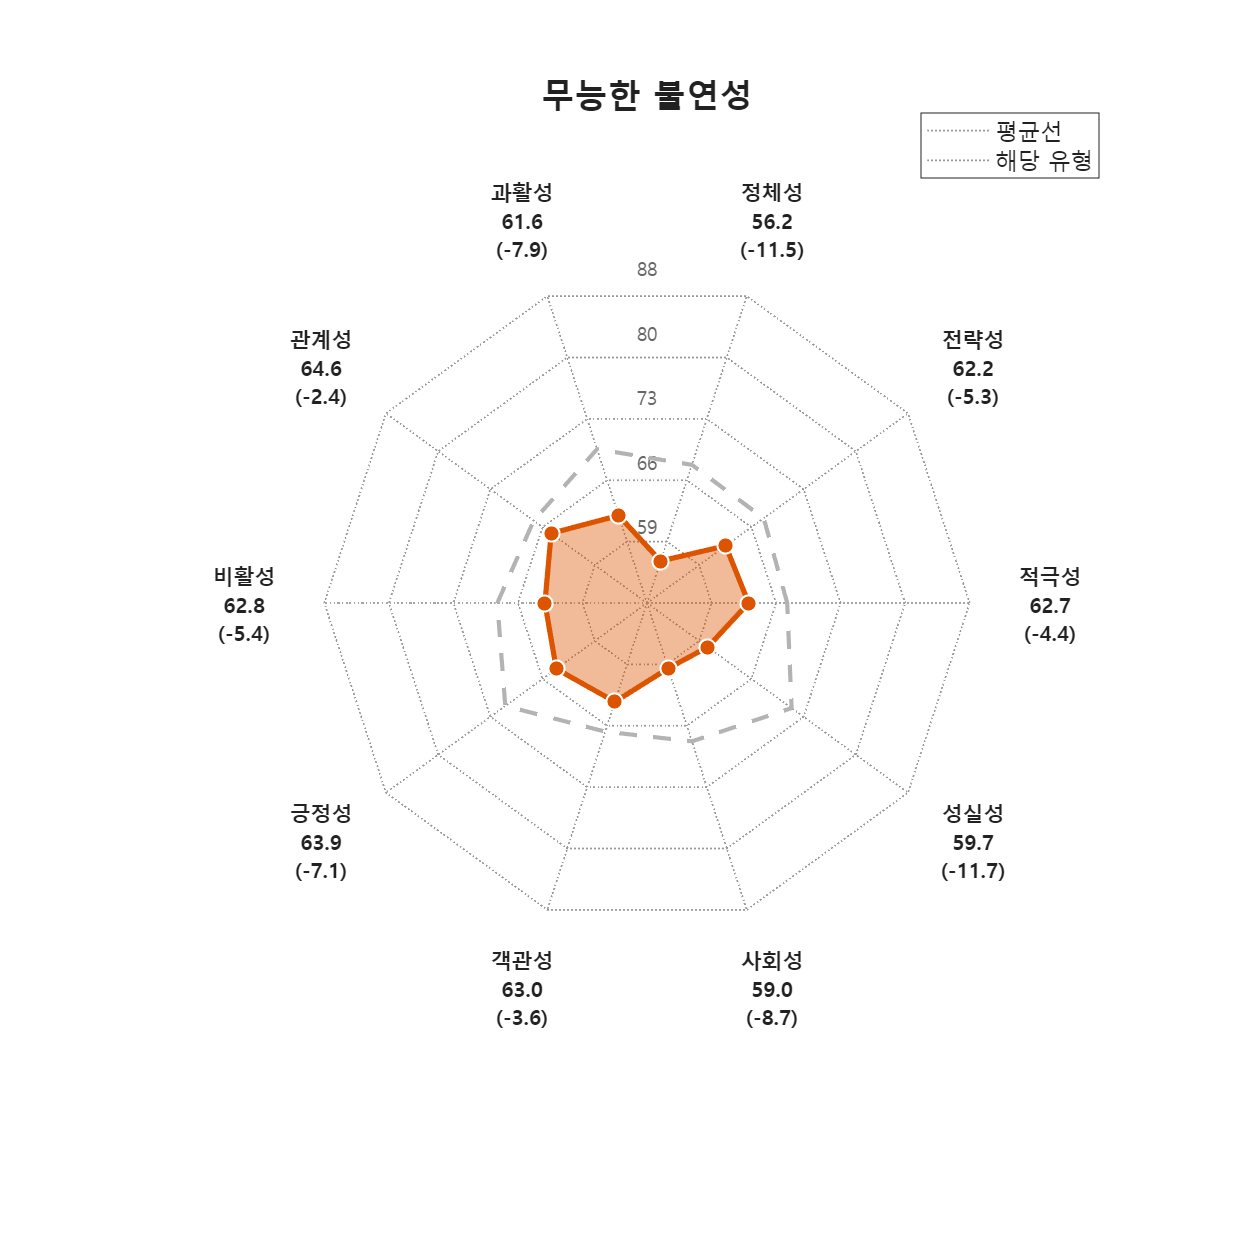 무능한 불연성
평균선
해당 유형
과활성
61.6
(-7.9)
정체성
56.2
(-11.5)
관계성
64.6
(-2.4)
전략성
62.2
(-5.3)
88
80
73
66
59
비활성
62.8
(-5.4)
적극성
62.7
(-4.4)
긍정성
63.9
(-7.1)
성실성
59.7
(-11.7)
객관성
63.0
(-3.6)
사회성
59.0
(-8.7)